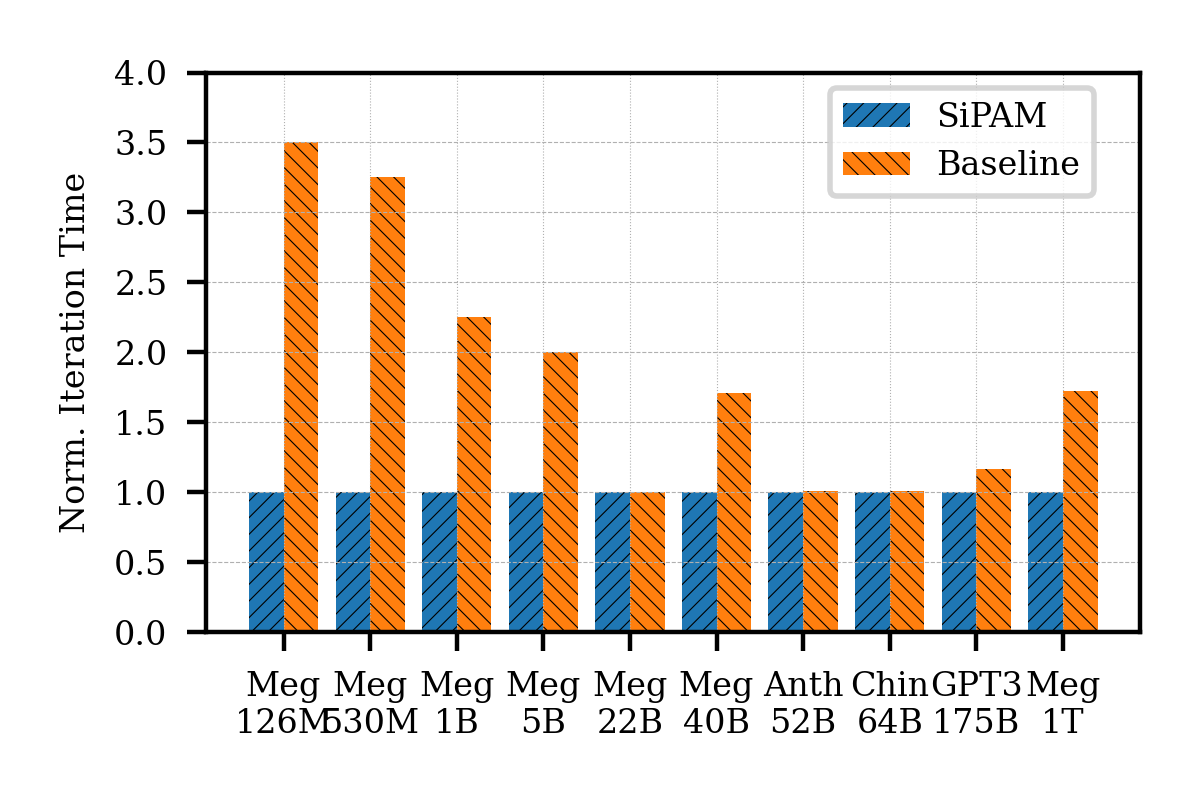 4.0
3.5
3.0
2.5
2.0
1.5
1.0
0.5
0.0
Norm. Iteration Time
SiPAM
Baseline
Meg Meg Meg Meg Meg Meg Anth Chin GPT3 Meg
126M 530M 1B 5B 22B 40B 52B 64B 175B 1T